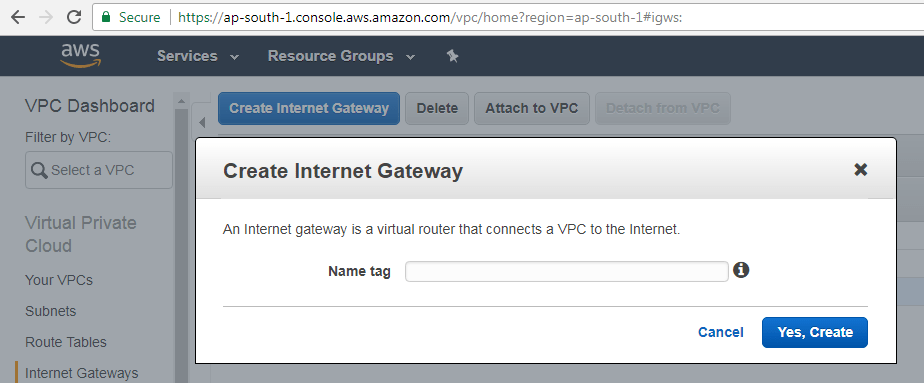 Secure https://ap-south-1.console.aws.amazon.com/vpc/home?region=ap-south-1#igws:
aws Services Resource Groups
VPC Dashboard
Create Internet Gateway Delete Attach to VPC Detach from VPC
Filter by VPC:
Select a VPC
Create Internet Gateway
Virtual Private
Cloud
An Internet gateway is a virtual router that connects a VPC to the Internet.
Name tag
Your VPCs
Subnets
Cancel Yes, Create
Route Tables
Internet Gateways